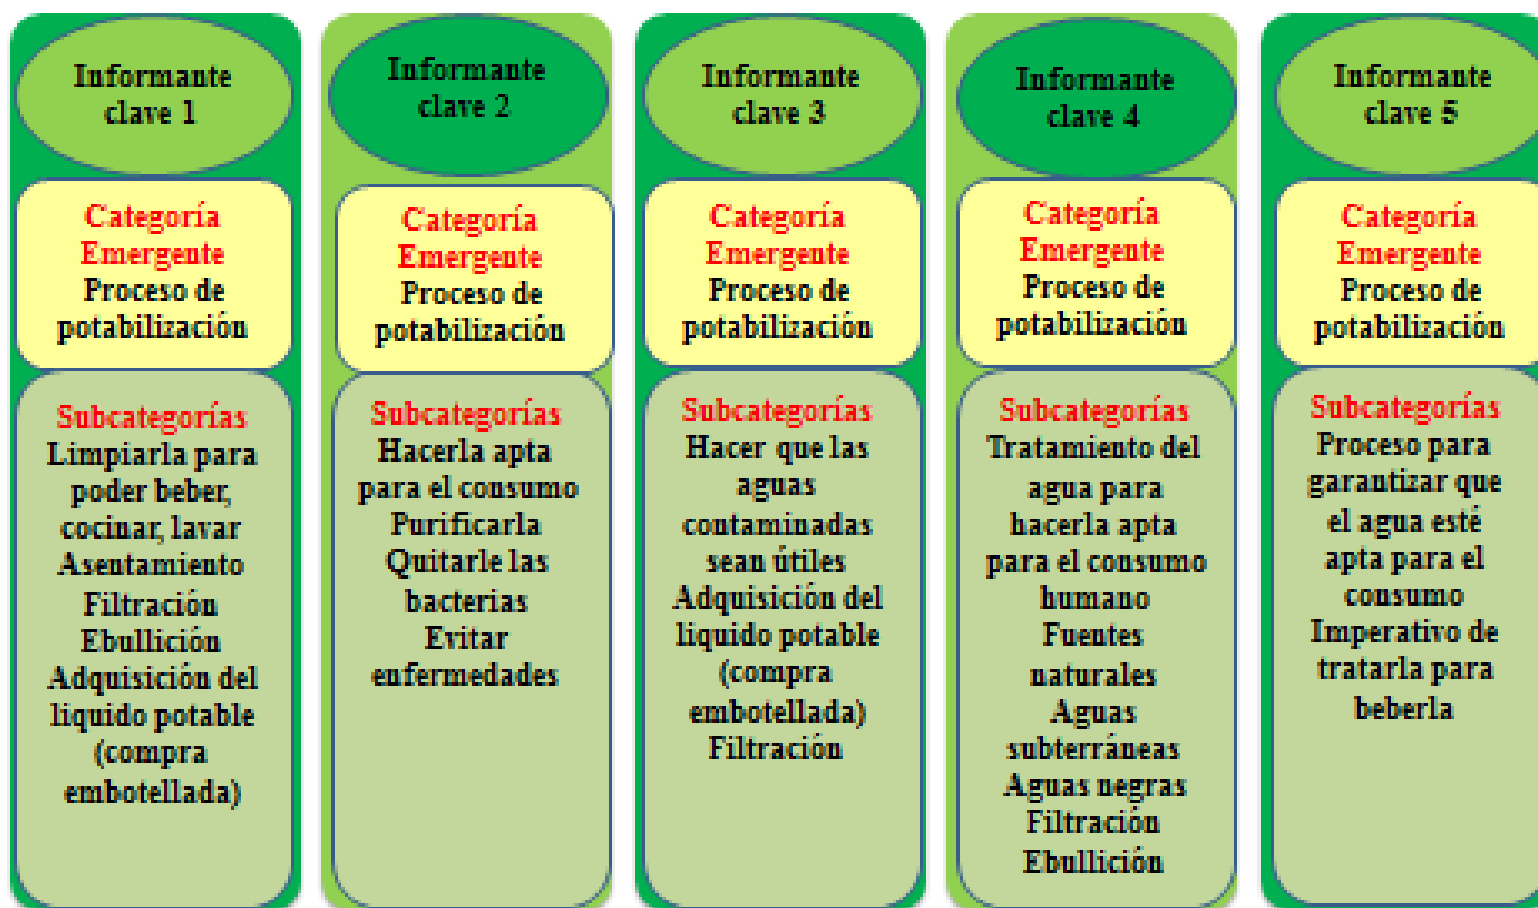 Informante
clave 1
Categoría
Emergente
Proceso de
potabilización
Subcategorías
Limpiarla para
poder beber,
cocinar, lavar
Asentamiento
Filtración
Ebullición
Adquisición del
liquido potable
(compra
embotellada)
Informante
clave 2
Categoría
Emergente
Proceso de
potabilización
Subcategorías
Hacerla apta
para el consumo
Purificarla
Quitarle las
bacterias
Evitar
enfermedades
Informante
clave 3
Categoría
Emergente
Proceso de
potabilización
Subcategorías
Hacer que las
aguas
contaminadas
sean útiles
Adquisición del
liquido potable
(compra
embotellada)
Filtración
Informante
clave 4
Categoría
Emergente
Proceso de
potabilización
Subcategorías
Tratamiento del
agua para
hacerla apta
para el consumo
humano
Fuentes
naturales
Aguas
subterráneas
Aguas negras
Filtración
Ebullición
Informante
clave 5
Categoría
Emergente
Proceso de
potabilización
Subcategorías
Proceso para
garantizar que
el agua esté
apta para el
consumo
Imperativo de
tratarla para
beberla